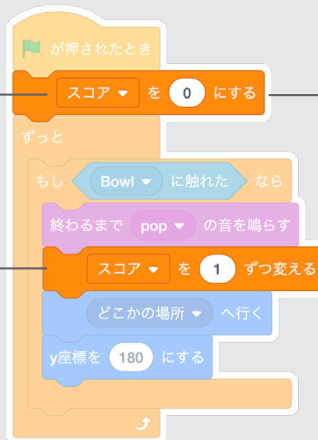 が押されたとき
スコア を 0 にする
ずっと
もし Bowl に触れた なら
終わるまで pop の音を鳴らす
スコア を 1 ずつ変える
どこかの場所 へ行く
y座標を 180 にする